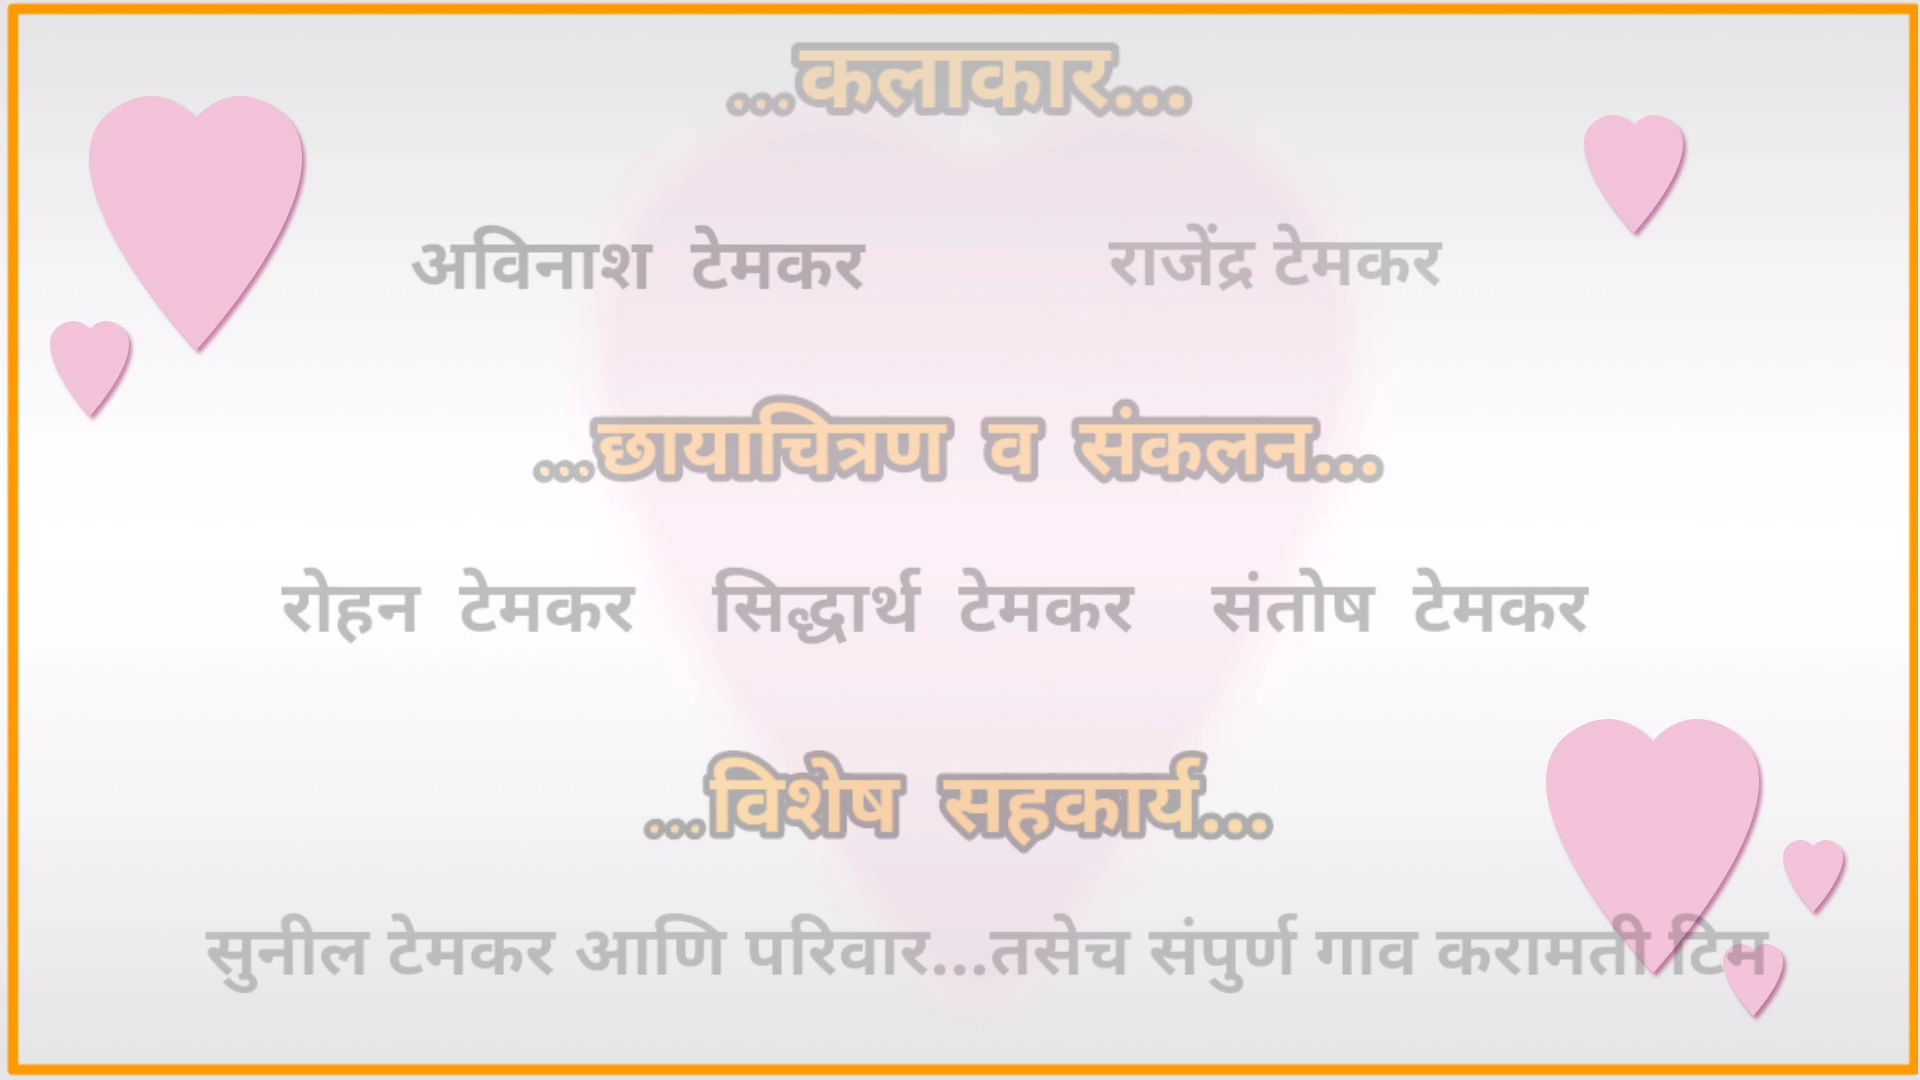 ...कलाकार...
अविनाश टेमकर राजेंद्र टेमकर
...छायाचित्रण व संकलन...
रोहन टेमकर सिद्धार्थ टेमकर संतोष टेमकर
...विशेष सहकार्य...
सुनील टेमकर आणि परिवार...तसेच संपुर्ण गाव करामती टिम